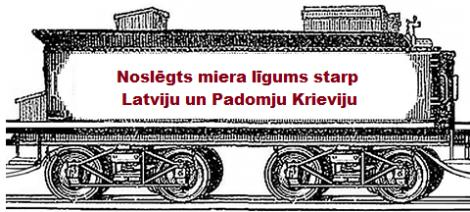 Noslēgts miera līgums starp
Latviju un Padomju Krieviju